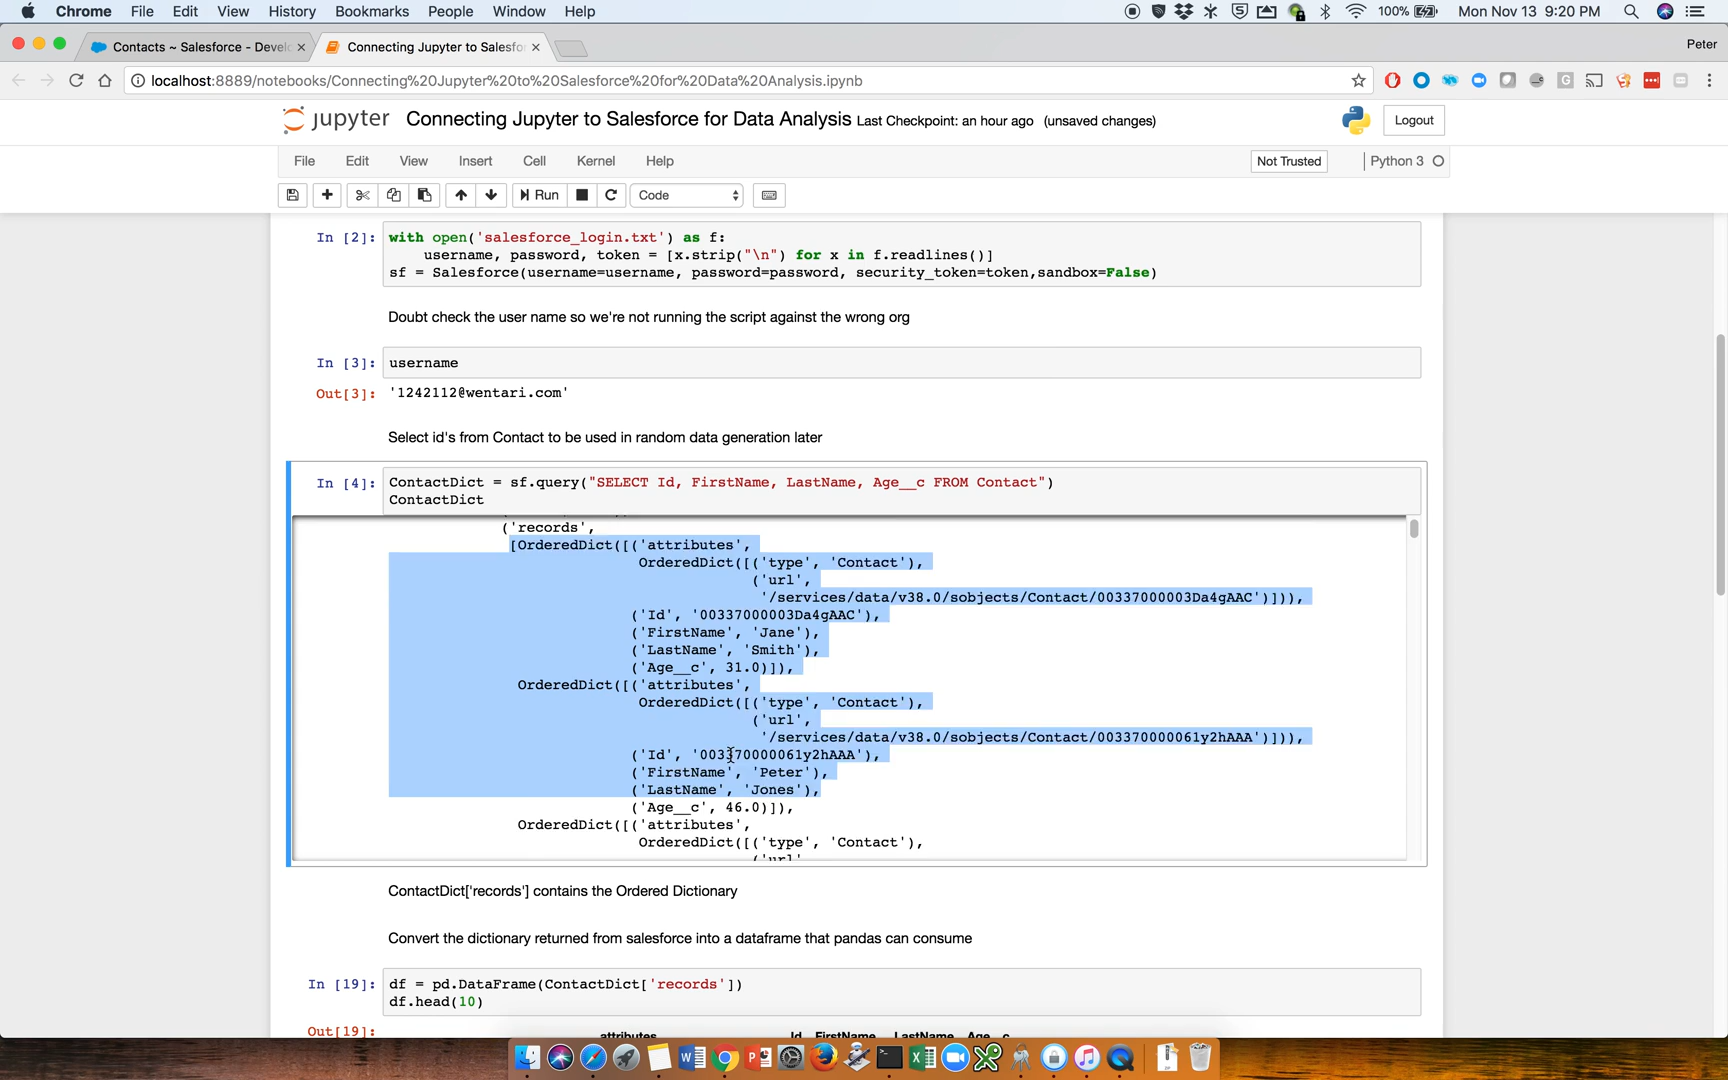 Chrome File Edit View History Bookmarks People Window Help 100% Mon Nov 13 9:20 PM
Contacts ~ Salesforce - Develo × Connecting Jupyter to Salesfo × Peter
localhost:8889/notebooks/Connecting%20Jupyter%20to%20Salesforce%20for%20Data%20Analysis.ipynb
jupyter Connecting Jupyter to Salesforce for Data Analysis Last Checkpoint: an hour ago (unsaved changes) Logout
File Edit View Insert Cell Kernel Help Not Trusted Python 3
Run Code
In [2]: with open('salesforce_login.txt') as f:
username, password, token = [x.strip("\n") for x in f.readlines()]
sf = Salesforce(username=username, password=password, security_token=token,sandbox=False)
Doubt check the user name so we're not running the script against the wrong org
In [3]: username
Out[3]: '1242112@wentari.com'
Select id's from Contact to be used in random data generation later
In [4]: ContactDict = sf.query("SELECT Id, FirstName, LastName, Age__c FROM Contact")
ContactDict
('records',
[OrderedDict([('attributes',
OrderedDict([('type', 'Contact'),
('url',
'/services/data/v38.0/sobjects/Contact/00337000003Da4gAAC')])),
('Id', '00337000003Da4gAAC'),
('FirstName', 'Jane'),
('LastName', 'Smith'),
('Age__c', 31.0)]),
OrderedDict([('attributes',
OrderedDict([('type', 'Contact'),
('url',
'/services/data/v38.0/sobjects/Contact/003370000061y2hAAA')])),
('Id', '003370000061y2hAAA'),
('FirstName', 'Peter'),
('LastName', 'Jones'),
('Age__c', 46.0)]),
OrderedDict([('attributes',
OrderedDict([('type', 'Contact'),
('url',
ContactDict['records'] contains the Ordered Dictionary
Convert the dictionary returned from salesforce into a dataframe that pandas can consume
In [19]: df = pd.DataFrame(ContactDict['records'])
df.head(10)
Out[19]: attributes Id FirstName LastName Age__c